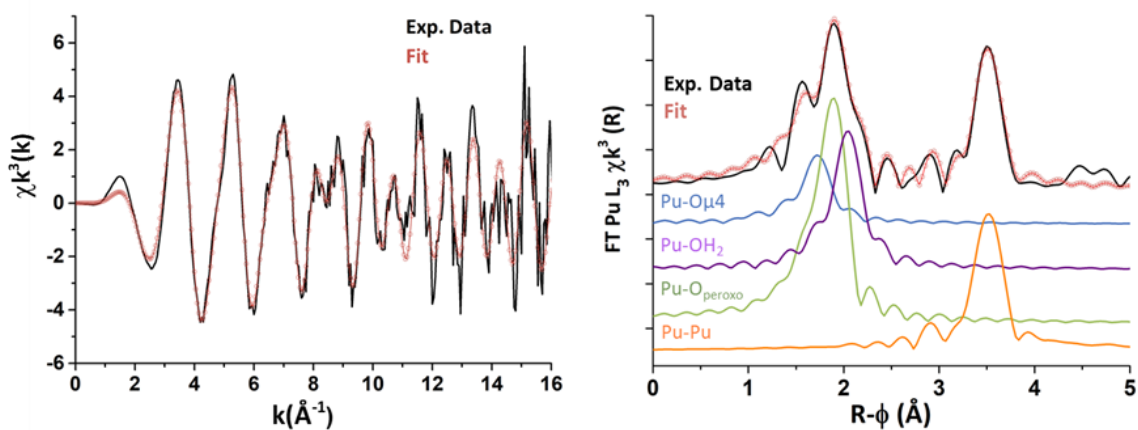 Exp. Data
Fit
χk³(k)
6
4
2
0
-2
-4
-6
0
2
4
6
8
10
12
14
16
k(Å⁻¹)
Exp. Data
Fit
FT Pu L₃ χk³ (R)
Pu-Oμ4
Pu-OH₂
Pu-Oₚₑᵣₒₓₒ
Pu-Pu
0
1
2
3
4
5
R-ϕ (Å)